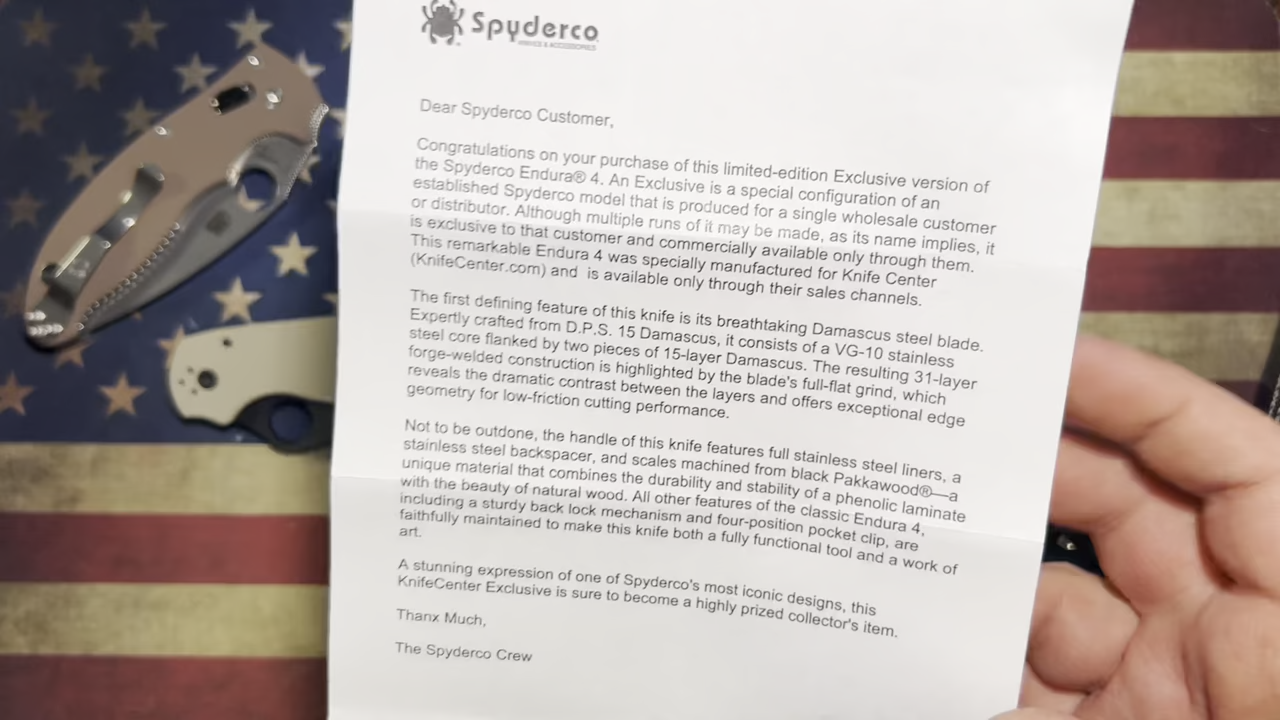 Spyderco
KNIVES & ACCESSORIES
Dear Spyderco Customer,
Congratulations on your purchase of this limited-edition Exclusive version of
the Spyderco Endura® 4. An Exclusive is a special configuration of an
established Spyderco model that is produced for a single wholesale customer
or distributor. Although multiple runs of it may be made, as its name implies, it
is exclusive to that customer and commercially available only through them.
This remarkable Endura 4 was specially manufactured for Knife Center
(KnifeCenter.com) and is available only through their sales channels.
The first defining feature of this knife is its breathtaking Damascus steel blade.
Expertly crafted from D.P.S. 15 Damascus, it consists of a VG-10 stainless
steel core flanked by two pieces of 15-layer Damascus. The resulting 31-layer
forge-welded construction is highlighted by the blade's full-flat grind, which
reveals the dramatic contrast between the layers and offers exceptional edge
geometry for low-friction cutting performance.
Not to be outdone, the handle of this knife features full stainless steel liners, a
stainless steel backspacer, and scales machined from black Pakkawood®—a
unique material that combines the durability and stability of a phenolic laminate
with the beauty of natural wood. All other features of the classic Endura 4,
including a sturdy back lock mechanism and four-position pocket clip, are
faithfully maintained to make this knife both a fully functional tool and a work of
art.
A stunning expression of one of Spyderco's most iconic designs, this
KnifeCenter Exclusive is sure to become a highly prized collector's item.
Thanx Much,
The Spyderco Crew